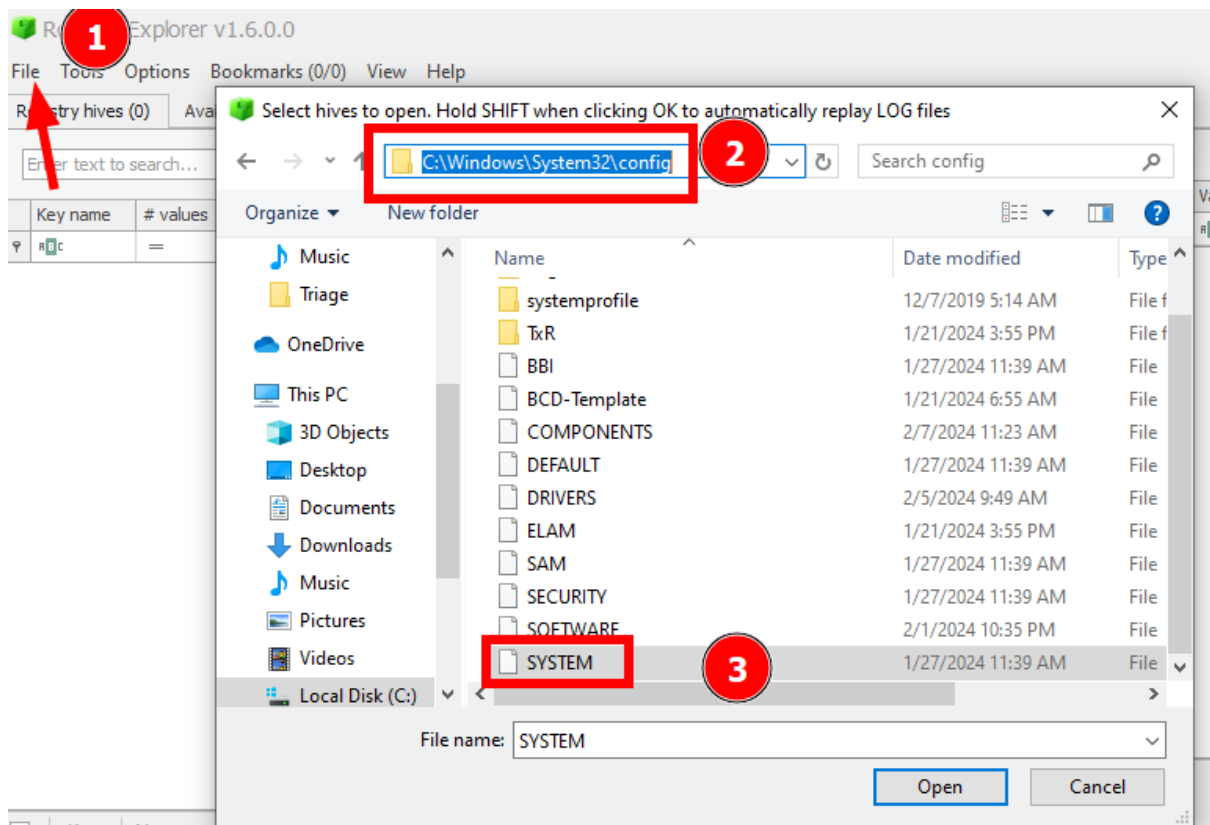 Explorer v1.6.0.0
1
File Tools Options Bookmarks (0/0) View Help
Registry hives (0)
Select hives to open. Hold SHIFT when clicking OK to automatically replay LOG files
Enter text to search...
C:\Windows\System32\config
2
Search config
Key name # values
Organize New folder
Name Date modified Type
Music
Triage
OneDrive
This PC
3D Objects
Desktop
Documents
Downloads
Music
Pictures
Videos
Local Disk (C:)
systemprofile 12/7/2019 5:14 AM
TxR 1/21/2024 3:55 PM
BBI 1/27/2024 11:39 AM File
BCD-Template 1/21/2024 6:55 AM File
COMPONENTS 2/7/2024 11:23 AM File
DEFAULT 1/27/2024 11:39 AM File
DRIVERS 2/5/2024 9:49 AM File
ELAM 1/21/2024 3:55 PM File
SAM 1/27/2024 11:39 AM File
SECURITY 1/27/2024 11:39 AM File
SOFTWARE 2/1/2024 10:35 PM File
SYSTEM 1/27/2024 11:39 AM File
3
File name: SYSTEM
Open Cancel